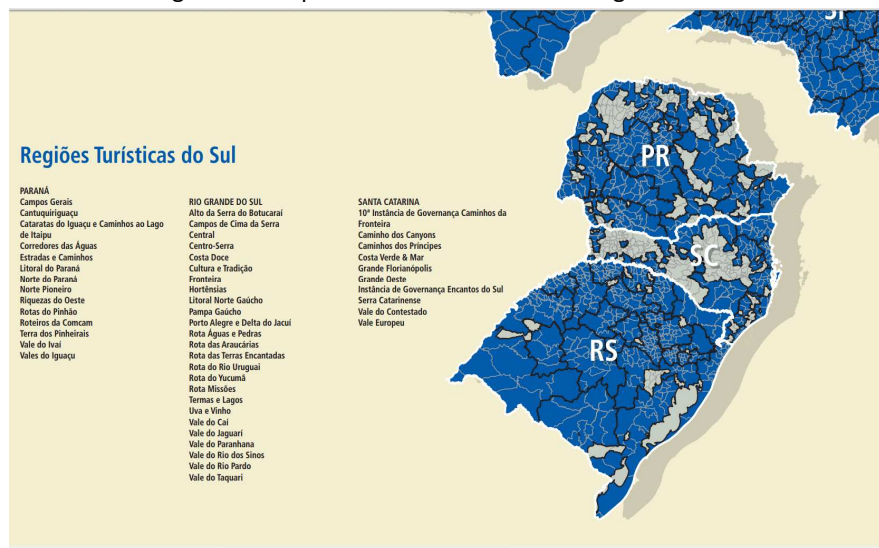 Regiões Turísticas do Sul
PARANÁ
Campos Gerais
Cantuquiriguaçu
Cataratas do Iguaçu e Caminhos ao Lago
de Itaipu
Corredores das Águas
Estradas e Caminhos
Litoral do Paraná
Norte do Paraná
Norte Pioneiro
Riquezas do Oeste
Rotas do Pinhão
Roteiros da Comcam
Terra dos Pinheirais
Vale do Ivaí
Vales do Iguaçu
RIO GRANDE DO SUL
Alto da Serra do Botucaraí
Campos de Cima da Serra
Central
Centro-Serra
Costa Doce
Cultura e Tradição
Fronteira
Hortênsias
Litoral Norte Gaúcho
Pampa Gaúcho
Porto Alegre e Delta do Jacuí
Rota Águas e Pedras
Rota das Araucárias
Rota das Terras Encantadas
Rota do Rio Uruguai
Rota do Yucumã
Rota Missões
Termas e Lagos
Uva e Vinho
Vale do Caí
Vale do Jaguarí
Vale do Paranhana
Vale do Rio dos Sinos
Vale do Rio Pardo
Vale do Taquari
SANTA CATARINA
10ª Instância de Governança Caminhos da
Fronteira
Caminho dos Canyons
Caminhos dos Príncipes
Costa Verde & Mar
Grande Florianópolis
Grande Oeste
Instância de Governança Encantos do Sul
Serra Catarinense
Vale do Contestado
Vale Europeu
PR
SC
RS